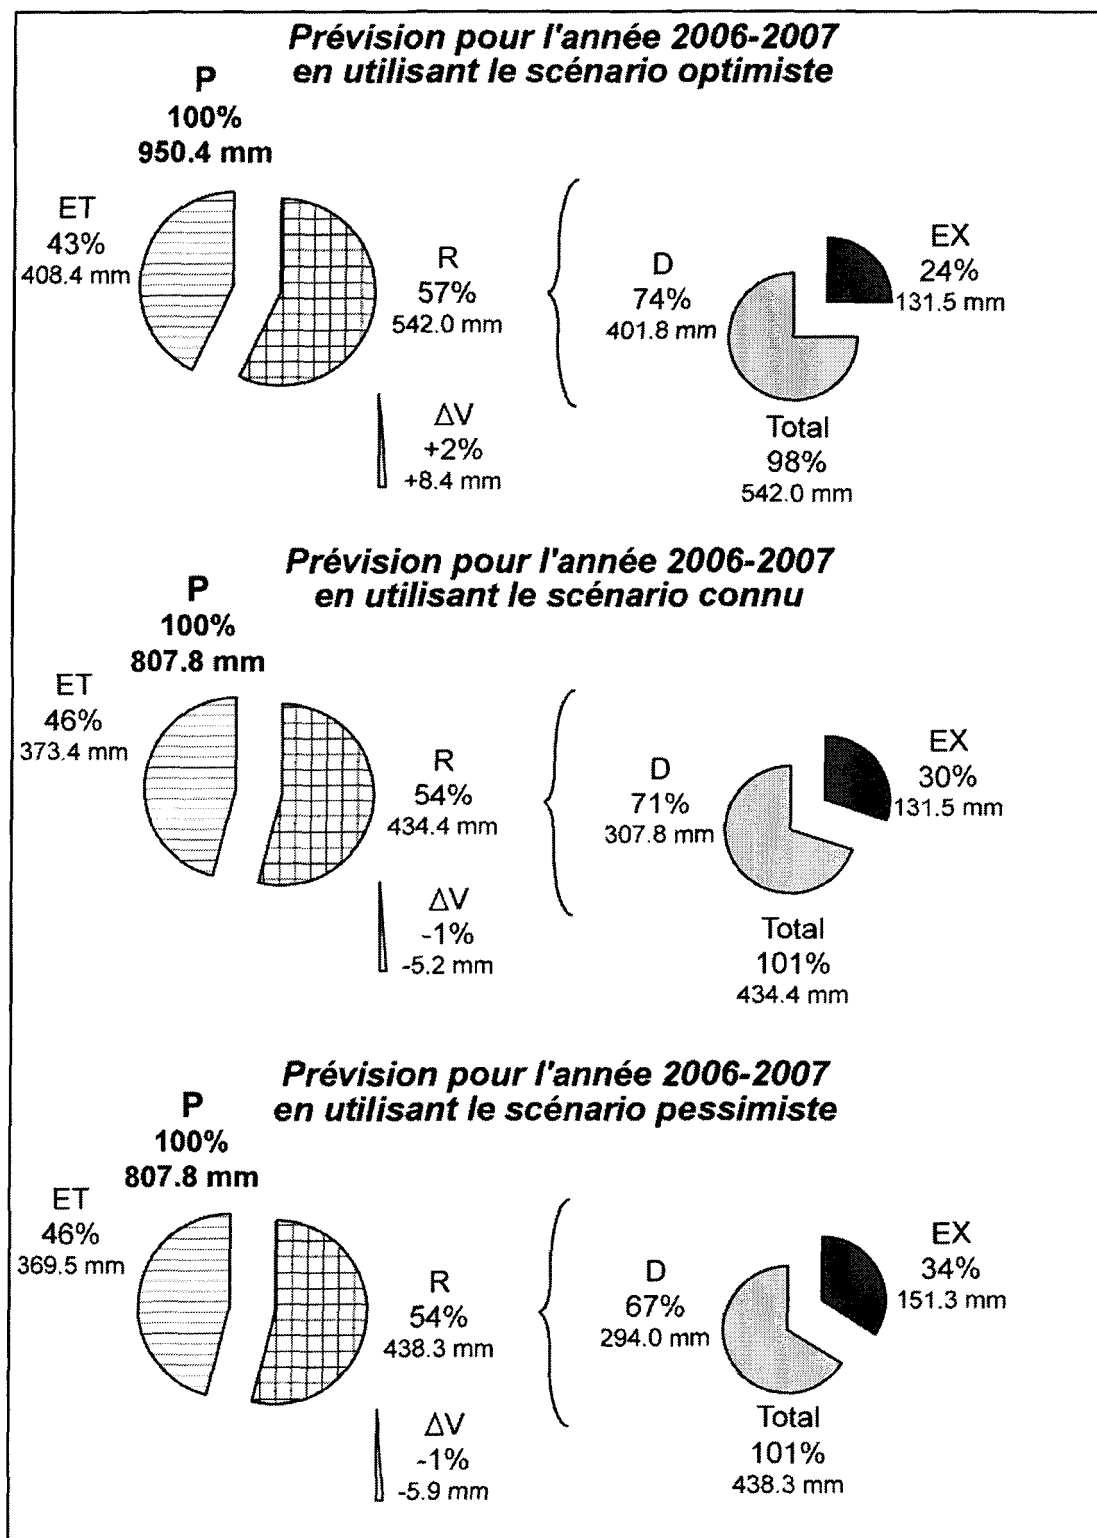 Prévision pour l'année 2006-2007
en utilisant le scénario optimiste
P
100%
950.4 mm
ET
43%
408.4 mm
R
57%
542.0 mm
ΔV
+2%
+8.4 mm
D
74%
401.8 mm
EX
24%
131.5 mm
Total
98%
542.0 mm
Prévision pour l'année 2006-2007
en utilisant le scénario connu
P
100%
807.8 mm
ET
46%
373.4 mm
R
54%
434.4 mm
ΔV
-1%
-5.2 mm
D
71%
307.8 mm
EX
30%
131.5 mm
Total
101%
434.4 mm
Prévision pour l'année 2006-2007
en utilisant le scénario pessimiste
P
100%
807.8 mm
ET
46%
369.5 mm
R
54%
438.3 mm
ΔV
-1%
-5.9 mm
D
67%
294.0 mm
EX
34%
151.3 mm
Total
101%
438.3 mm